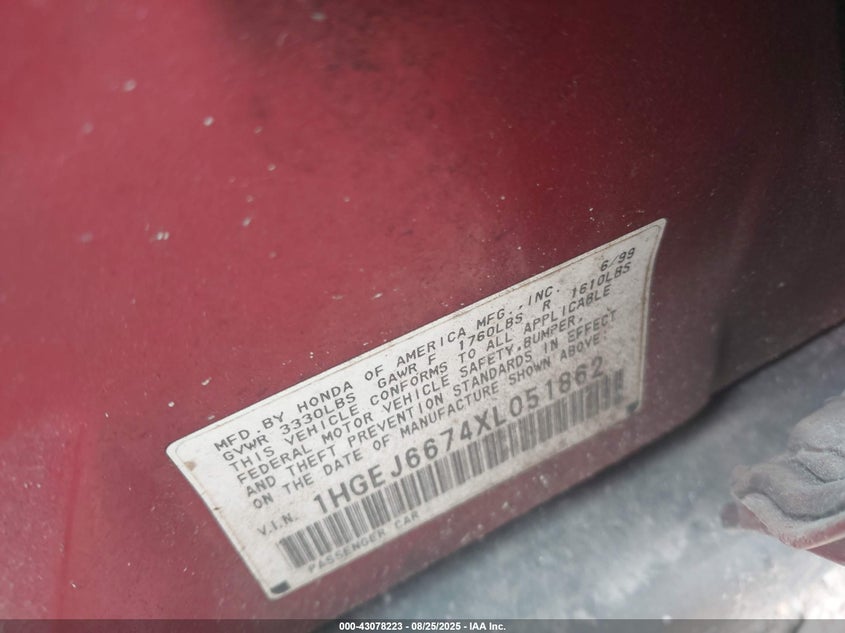 MFD. BY HONDA OF AMERICA MFG., INC. 6/99
GVWR 3330LBS GAWR F 1760LBS R 1610LBS
THIS VEHICLE CONFORMS TO ALL APPLICABLE
FEDERAL MOTOR VEHICLE SAFETY, BUMPER,
AND THEFT PREVENTION STANDARDS IN EFFECT
ON THE DATE OF MANUFACTURE SHOWN ABOVE.
V.I.N. 1HGEJ6674XL051862
PASSENGER CAR
000-43078223 - 08/25/2025 - IAA Inc.